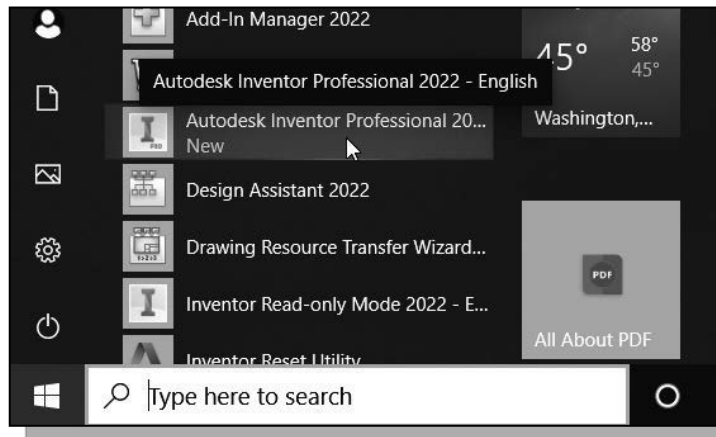 Add-In Manager 2022
Autodesk Inventor Professional 2022 - English
Autodesk Inventor Professional 20...
New
Design Assistant 2022
Drawing Resource Transfer Wizard...
Inventor Read-only Mode 2022 - E...
Inventor Reset Utility
45°
58°
45°
Washington,...
PDF
All About PDF
Type here to search
PRO